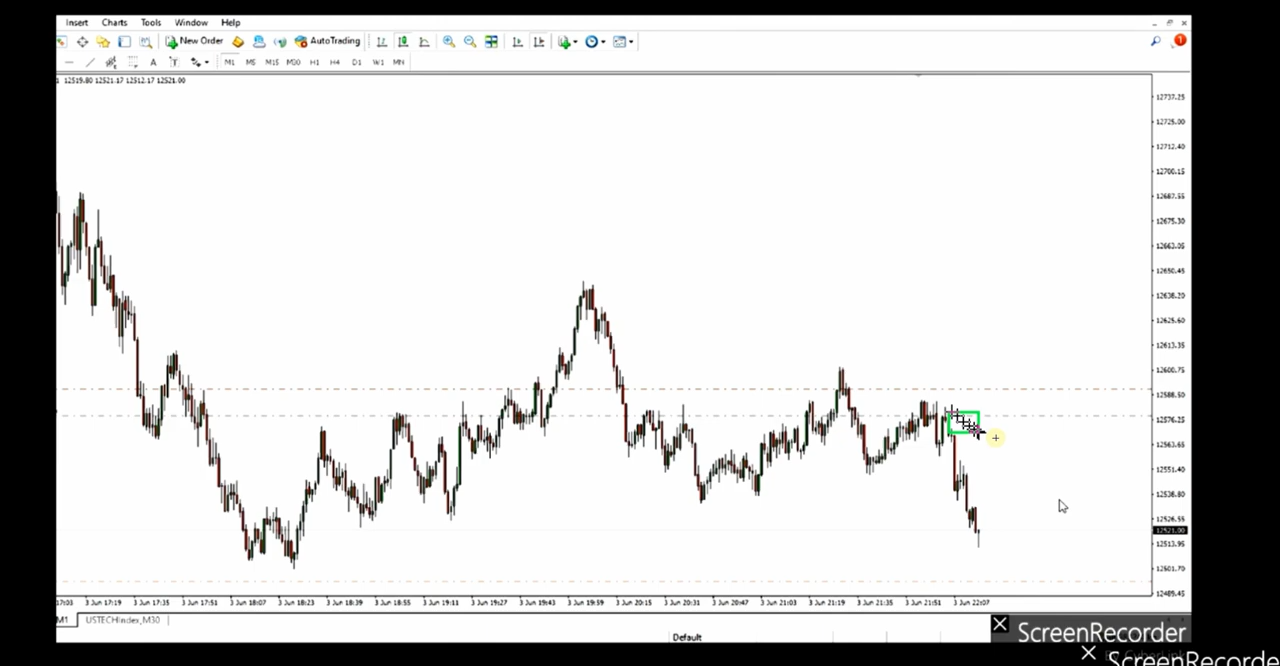 Insert Charts Tools Window Help
New Order AutoTrading
A T M1 M5 M15 M30 H1 H4 D1 W1 MN
12519.80 12521.17 12512.17 12521.00
12737.25
12725.00
12712.40
12700.15
12687.55
12675.30
12663.05
12650.45
12638.20
12625.60
12613.35
12600.75
12588.50
12576.25
12563.65
12551.40
12538.80
12526.55
12521.00
12513.95
12501.70
12489.45
17:03 3 Jun 17:19 3 Jun 17:35 3 Jun 17:51 3 Jun 18:07 3 Jun 18:23 3 Jun 18:39 3 Jun 18:55 3 Jun 19:11 3 Jun 19:27 3 Jun 19:43 3 Jun 19:59 3 Jun 20:15 3 Jun 20:31 3 Jun 20:47 3 Jun 21:03 3 Jun 21:19 3 Jun 21:35 3 Jun 21:51 3 Jun 22:07
M1 USTECHIndex,M30
Default
ScreenRecorder
ScreenRecorde